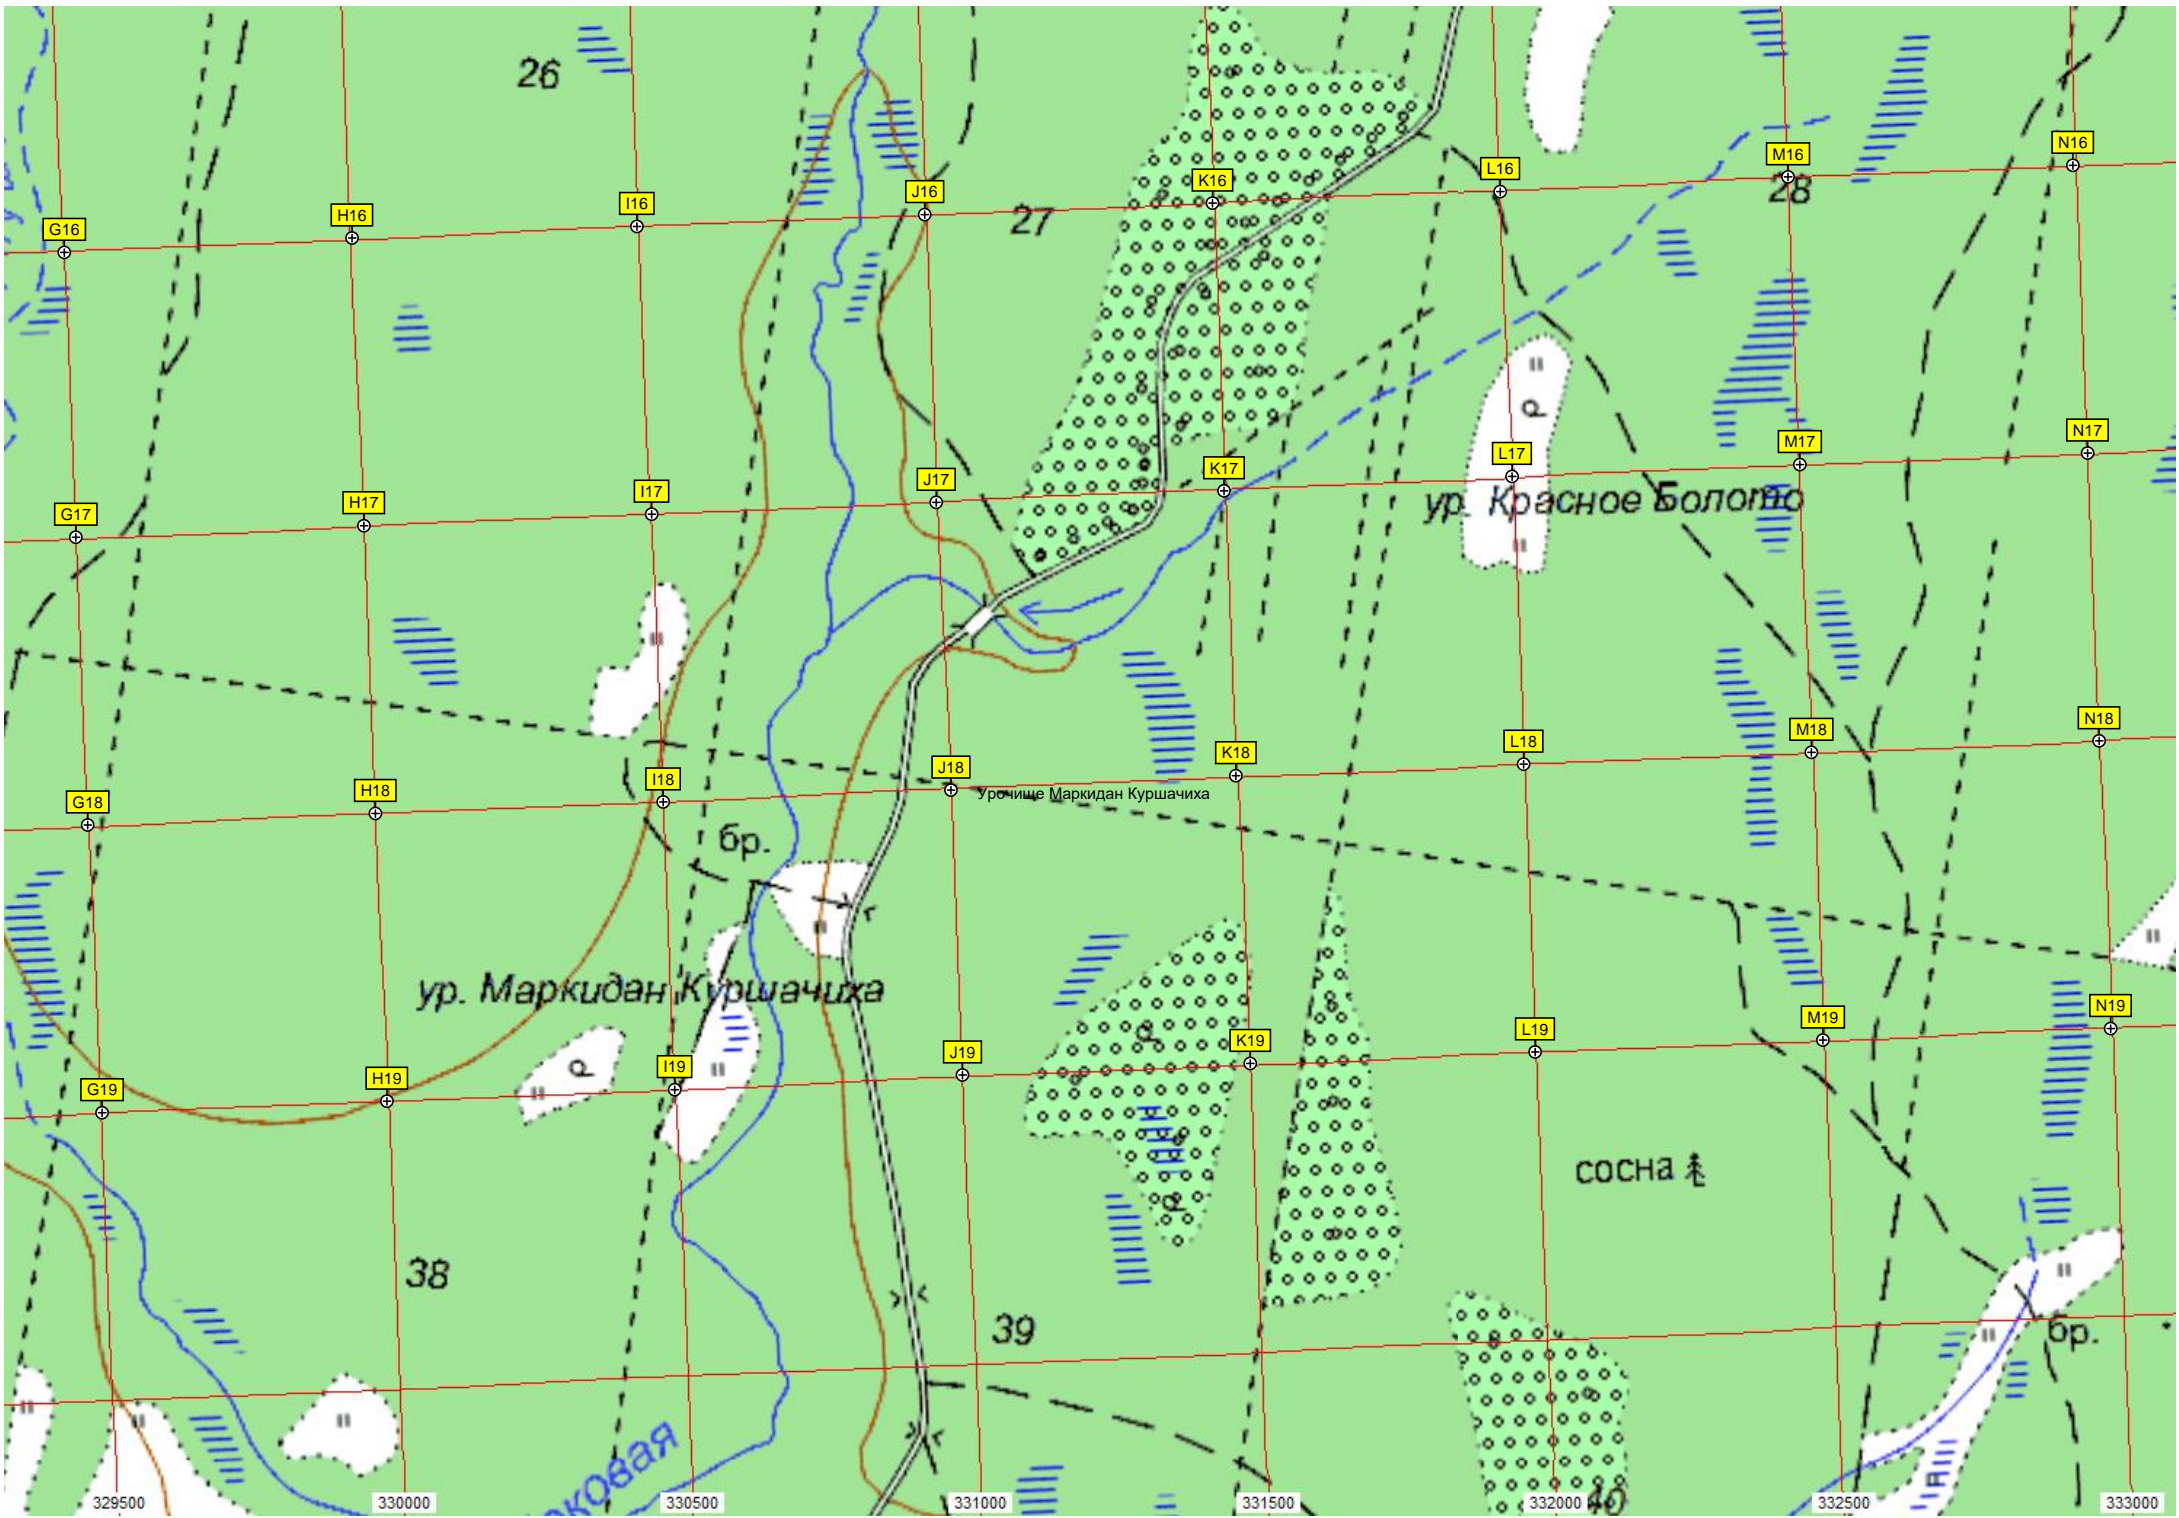 26
N16
M16
L16
28
K16
J16
27
I16
H16
G16
N17
M17
L17
K17
J17
I17
H17
G17
ур. Красное Болото
N18
M18
L18
K18
J18
I18
H18
G18
Урочище Маркидан Куршачиха
бр.
ур. Маркидан Куршачиха
N19
M19
L19
K19
J19
I19
H19
G19
сосна
38
39
бр.
40
329500
330000
330500
331000
331500
332000
332500
333000